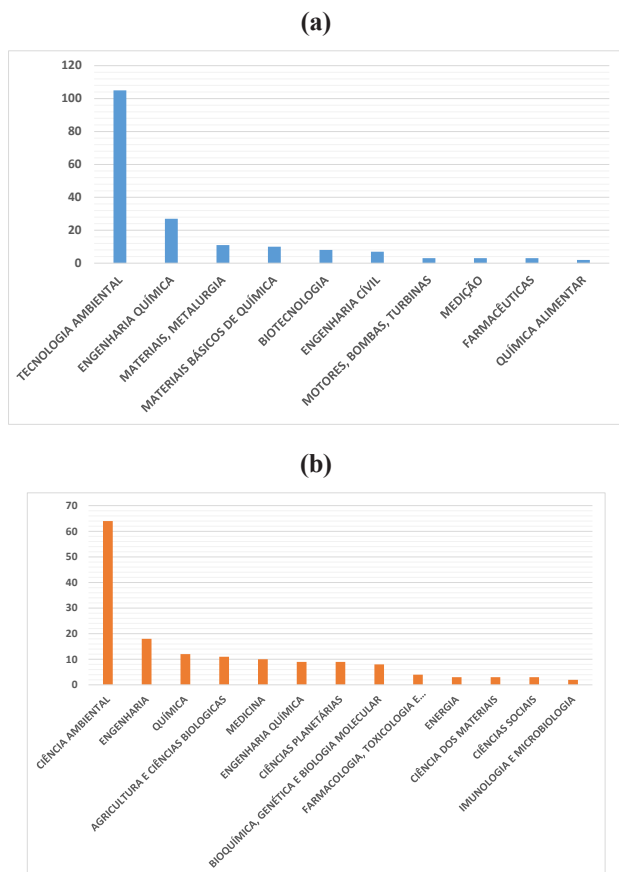 (a)
120
100
80
60
40
20
0
TECNOLOGIA AMBIENTAL
ENGENHARIA QUÍMICA
MATERIAIS, METALURGIA
MATERIAIS BÁSICOS DE QUÍMICA
BIOTECNOLOGIA
ENGENHARIA CÍVIL
MOTORES, BOMBAS, TURBINAS
MEDIÇÃO
FARMACÊUTICAS
QUÍMICA ALIMENTAR
(b)
70
60
50
40
30
20
10
0
CIÊNCIA AMBIENTAL
ENGENHARIA
QUÍMICA
AGRICULTURA E CIÊNCIAS BIOLOGICAS
MEDICINA
ENGENHARIA QUÍMICA
CIÊNCIAS PLANETÁRIAS
BIOQUÍMICA, GENÉTICA E BIOLOGIA MOLECULAR
FARMACOLOGIA, TOXICOLOGIA E...
ENERGIA
CIÊNCIA DOS MATERIAIS
CIÊNCIAS SOCIAIS
IMUNOLOGIA E MICROBIOLOGIA